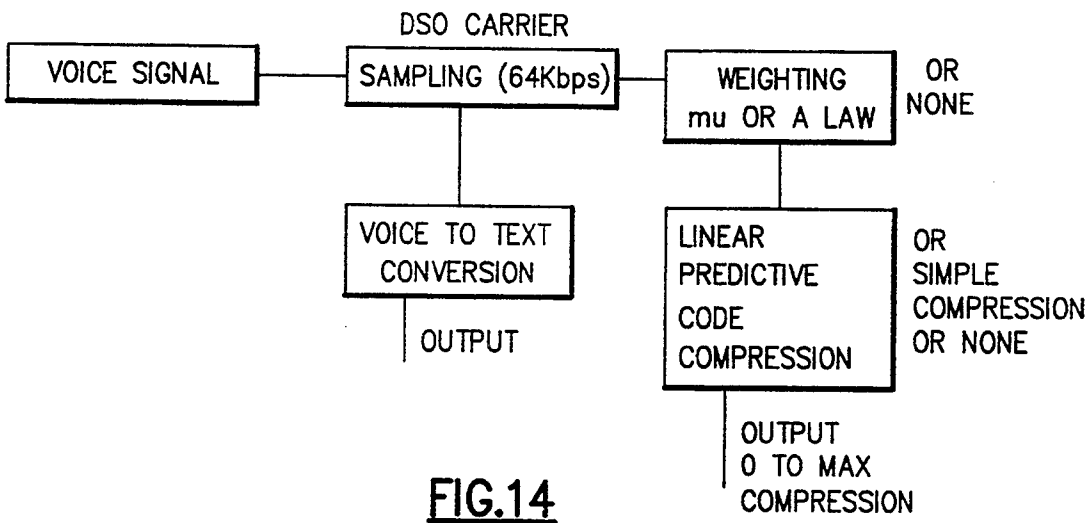 DSO CARRIER
VOICE SIGNAL
SAMPLING (64Kbps)
WEIGHTING
mu OR A LAW
OR
NONE
VOICE TO TEXT
CONVERSION
OUTPUT
LINEAR
PREDICTIVE
CODE
COMPRESSION
OR
SIMPLE
COMPRESSION
OR NONE
OUTPUT
0 TO MAX
COMPRESSION
FIG.14